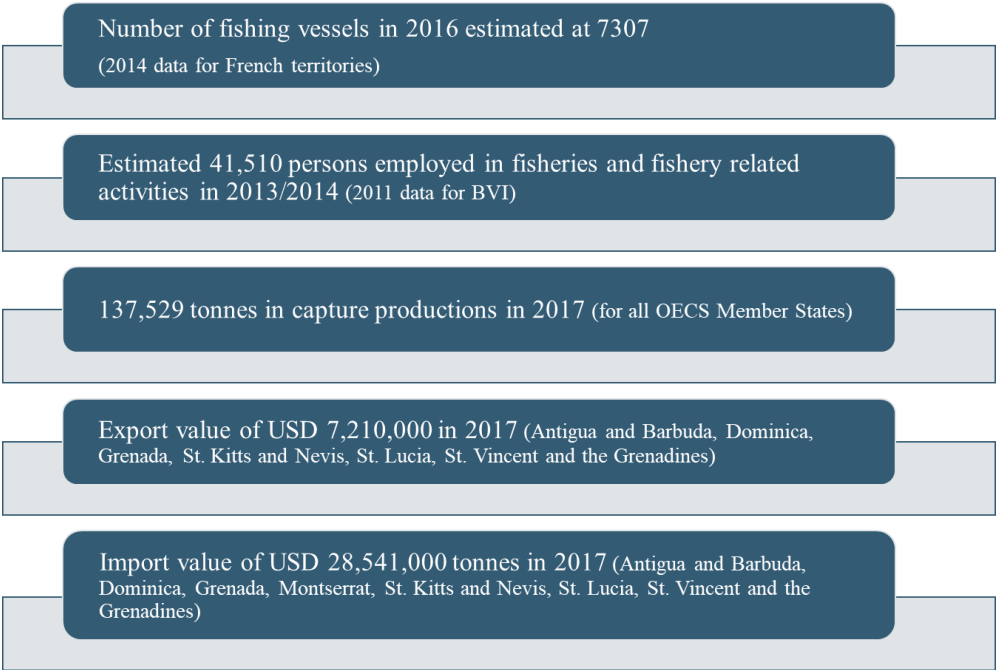 Number of fishing vessels in 2016 estimated at 7307
(2014 data for French territories)
Estimated 41,510 persons employed in fisheries and fishery related
activities in 2013/2014 (2011 data for BVI)
137,529 tonnes in capture productions in 2017 (for all OECS Member States)
Export value of USD 7,210,000 in 2017 (Antigua and Barbuda, Dominica,
Grenada, St. Kitts and Nevis, St. Lucia, St. Vincent and the Grenadines)
Import value of USD 28,541,000 tonnes in 2017 (Antigua and Barbuda,
Dominica, Grenada, Montserrat, St. Kitts and Nevis, St. Lucia, St. Vincent and the
Grenadines)